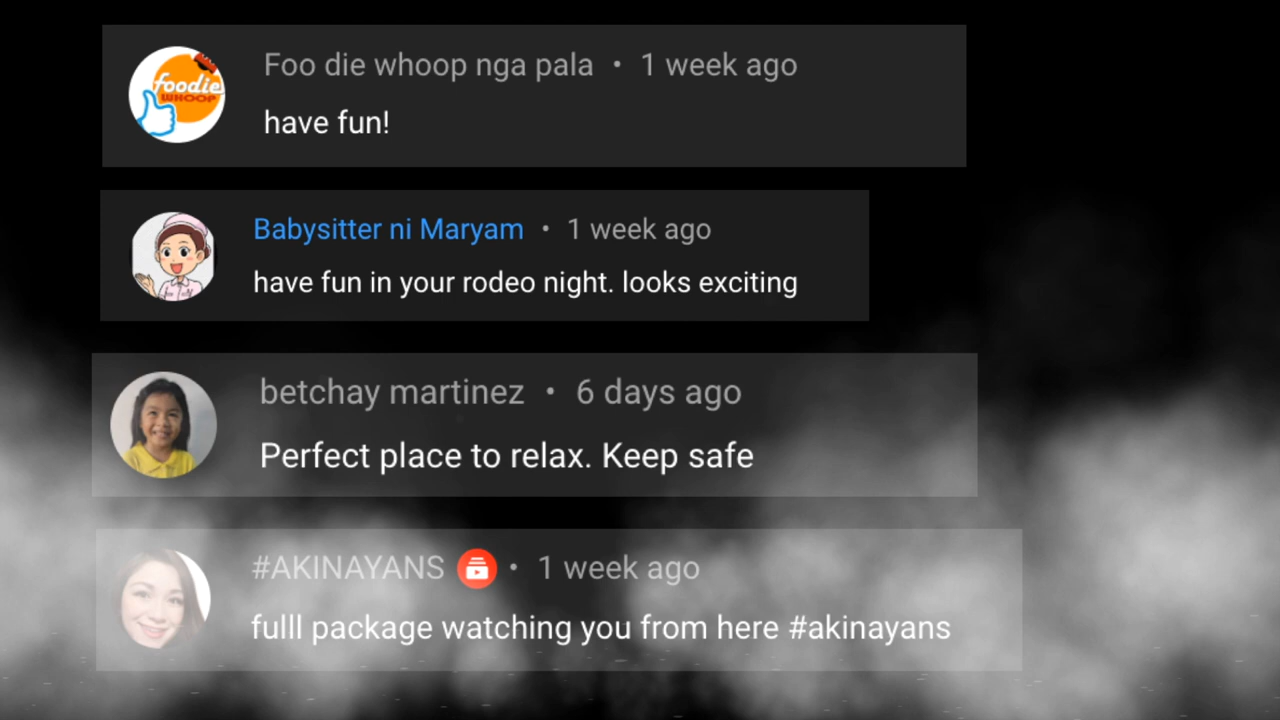 foodie
WHOOP
Foo die whoop nga pala • 1 week ago
have fun!
Babysitter ni Maryam • 1 week ago
have fun in your rodeo night. looks exciting
betchay martinez • 6 days ago
Perfect place to relax. Keep safe
#AKINAYANS • 1 week ago
fulll package watching you from here #akinayans